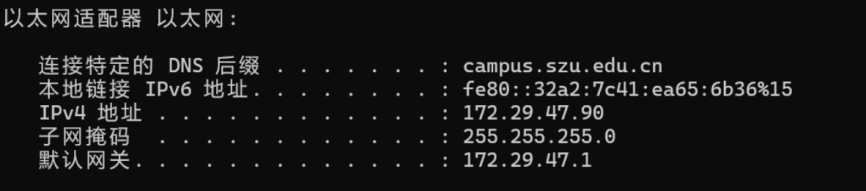 以太网适配器 以太网:
连接特定的 DNS 后缀 . . . . . . . : campus.szu.edu.cn
本地链接 IPv6 地址. . . . . . . . : fe80::32a2:7c41:ea65:6b36%15
IPv4 地址 . . . . . . . . . . . . : 172.29.47.90
子网掩码  . . . . . . . . . . . . : 255.255.255.0
默认网关. . . . . . . . . . . . . : 172.29.47.1